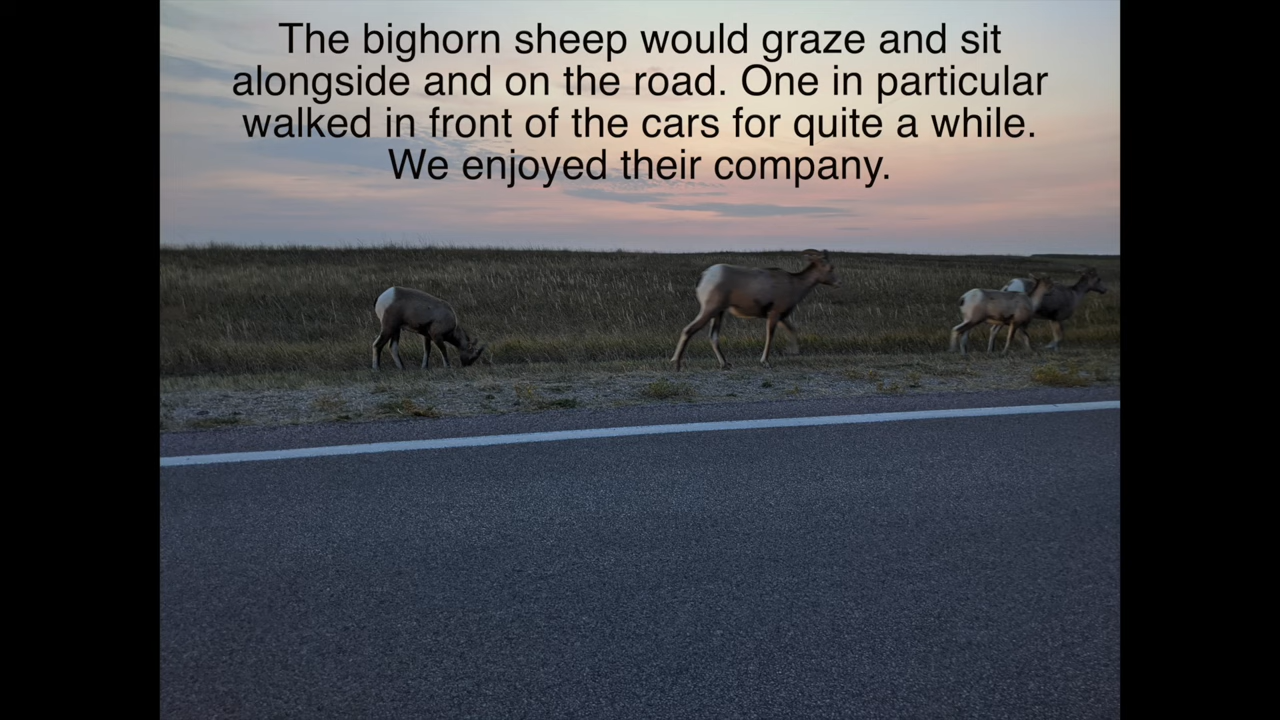 The bighorn sheep would graze and sit
alongside and on the road. One in particular
walked in front of the cars for quite a while.
We enjoyed their company.